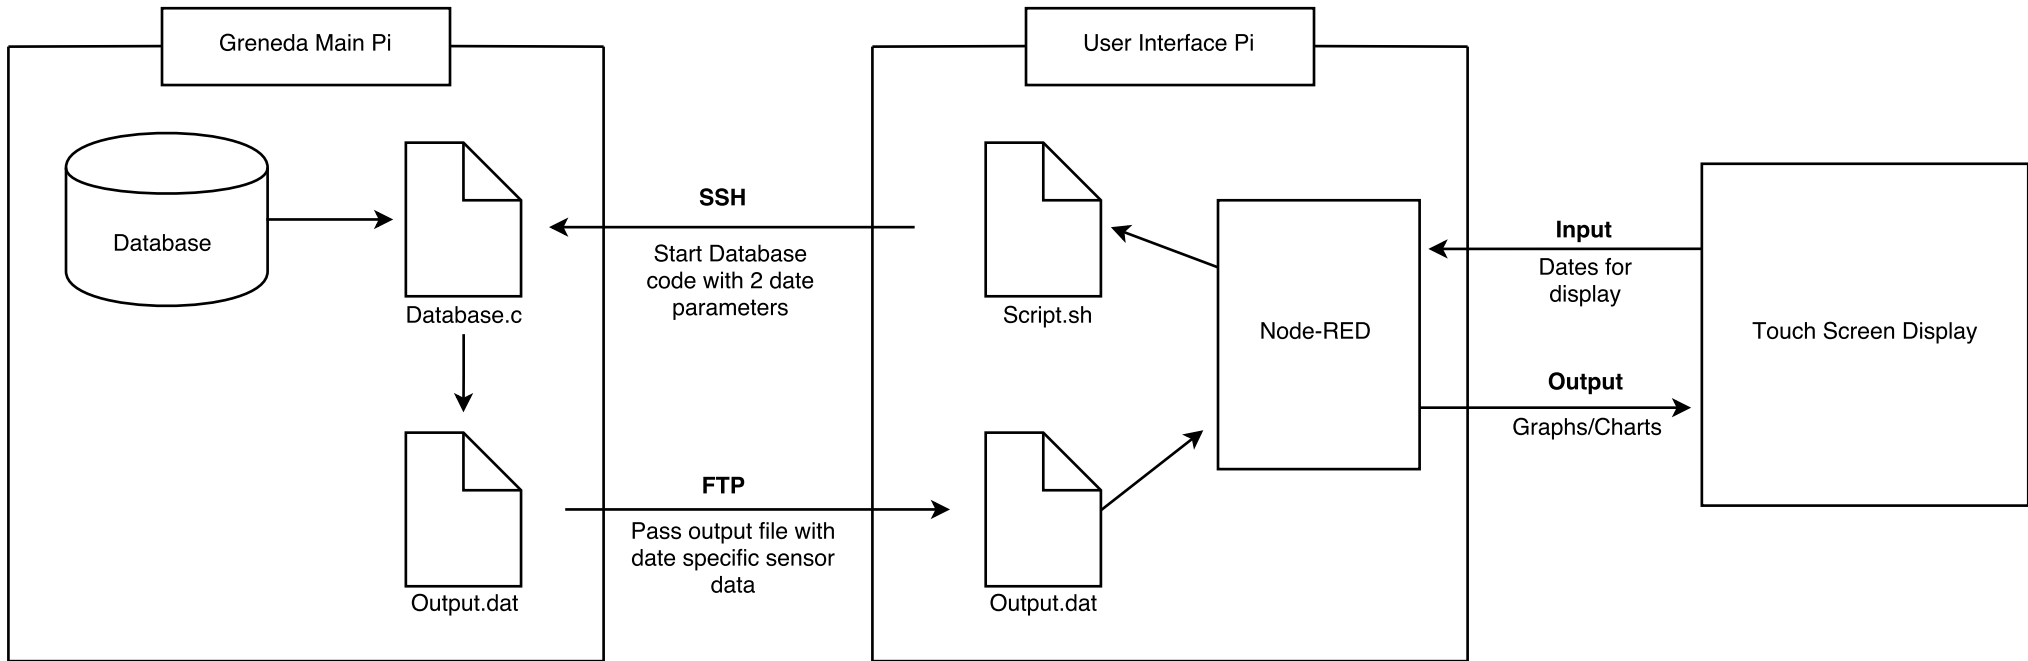 Greneda Main Pi
User Interface Pi
Database
Database.c
SSH
Start Database
code with 2 date
parameters
Script.sh
Node-RED
Input
Dates for
display
Touch Screen Display
Output
Graphs/Charts
Output.dat
FTP
Pass output file with
date specific sensor
data
Output.dat